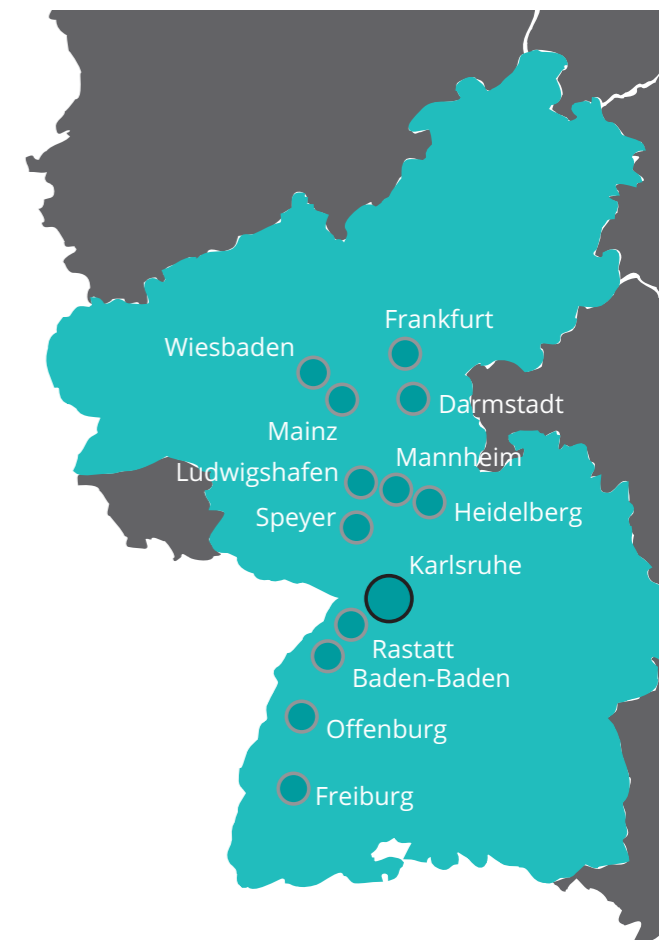 Frankfurt
Wiesbaden
Darmstadt
Mainz
Mannheim
Ludwigshafen
Heidelberg
Speyer
Karlsruhe
Rastatt
Baden-Baden
Offenburg
Freiburg